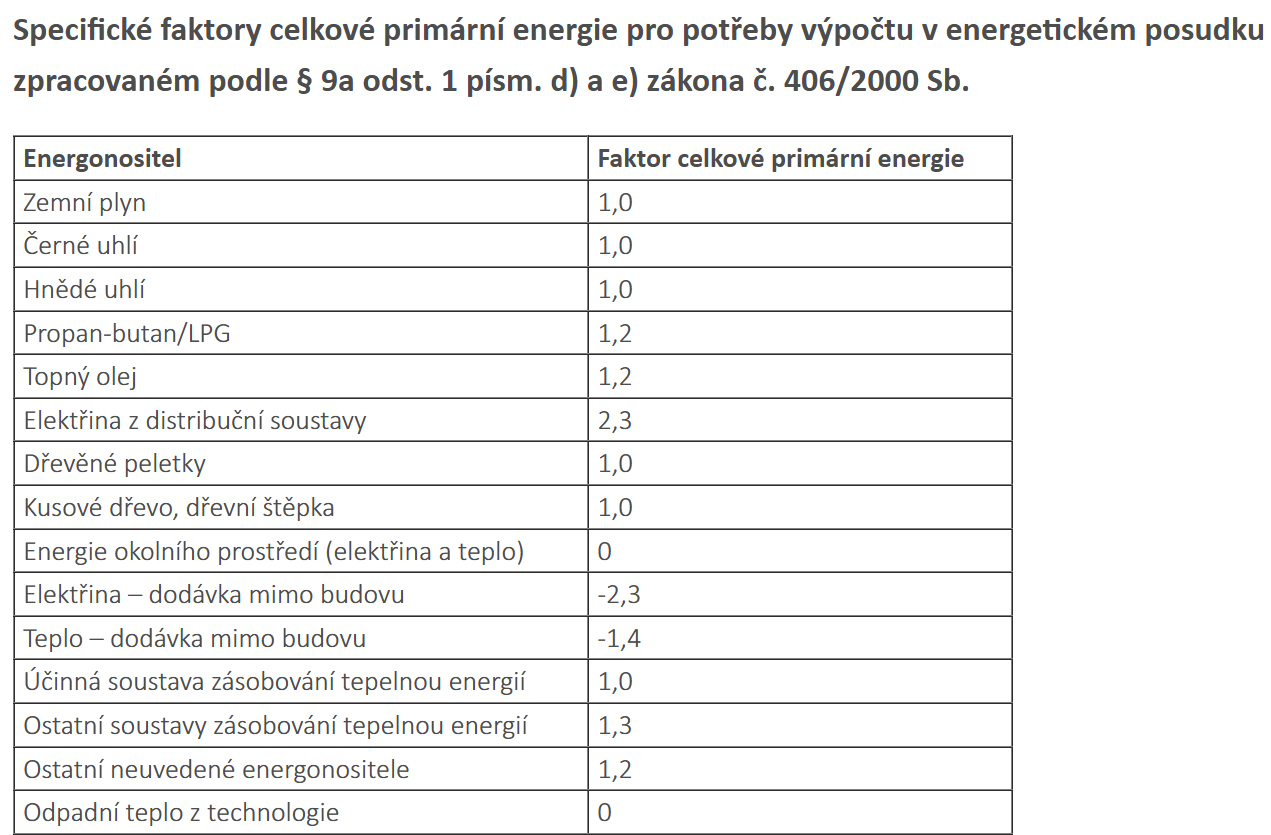 Specifické faktory celkové primární energie pro potřeby výpočtu v energetickém posudku
zpracovaném podle § 9a odst. 1 písm. d) a e) zákona č. 406/2000 Sb.
Energonositel Faktor celkové primární energie
Zemní plyn 1,0
Černé uhlí 1,0
Hnědé uhlí 1,0
Propan-butan/LPG 1,2
Topný olej 1,2
Elektřina z distribuční soustavy 2,3
Dřevěné peletky 1,0
Kusové dřevo, dřevní štěpka 1,0
Energie okolního prostředí (elektřina a teplo) 0
Elektřina – dodávka mimo budovu -2,3
Teplo – dodávka mimo budovu -1,4
Účinná soustava zásobování tepelnou energií 1,0
Ostatní soustavy zásobování tepelnou energií 1,3
Ostatní neuvedené energonositele 1,2
Odpadní teplo z technologie 0